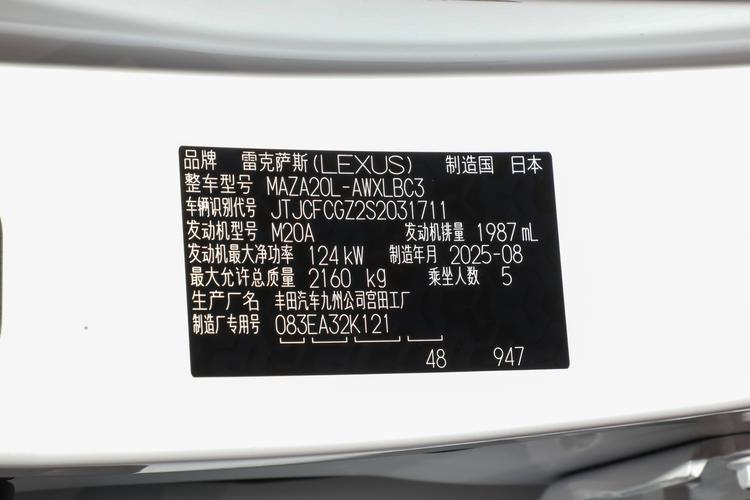 品牌 雷克萨斯(LEXUS) 制造国 日本
整车型号 MAZA20L-AWXLBC3
车辆识别代号 JTJCFCGZ2S2031711
发动机型号 M20A 发动机排量 1987 mL
发动机最大净功率 124 kW 制造年月 2025-08
最大允许总质量 2160 kg 乘坐人数 5
生产厂名 丰田汽车九州公司宫田工厂
制造厂专用号 083EA32K121
48 947